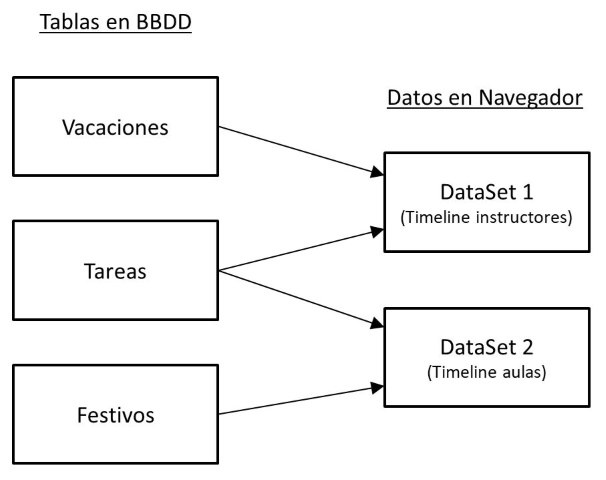 Tablas en BBDD
Vacaciones
Tareas
Festivos
Datos en Navegador
DataSet 1
(Timeline instructores)
DataSet 2
(Timeline aulas)